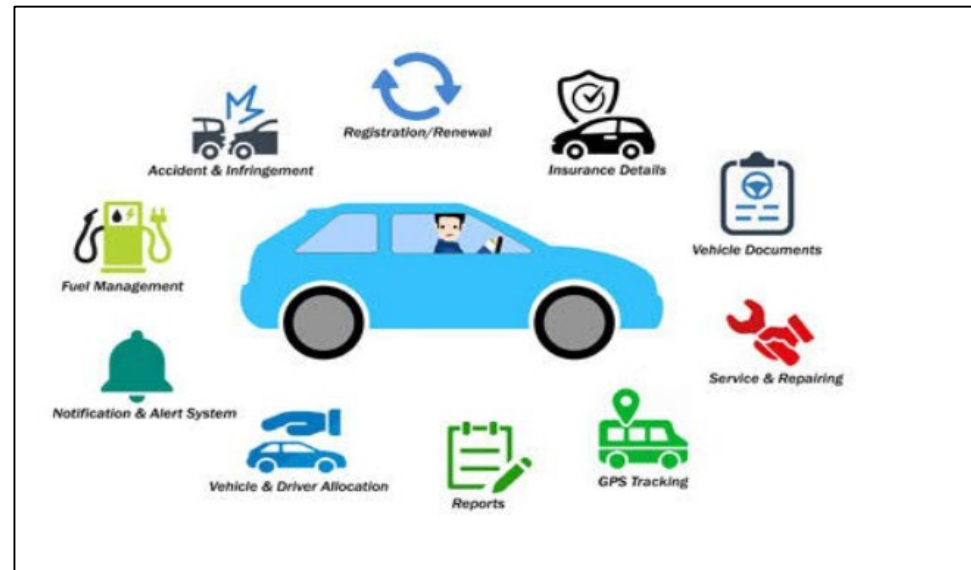 Registration/Renewal
Accident & Infringement
Insurance Details
Vehicle Documents
Fuel Management
Service & Repairing
Notification & Alert System
Vehicle & Driver Allocation
Reports
GPS Tracking